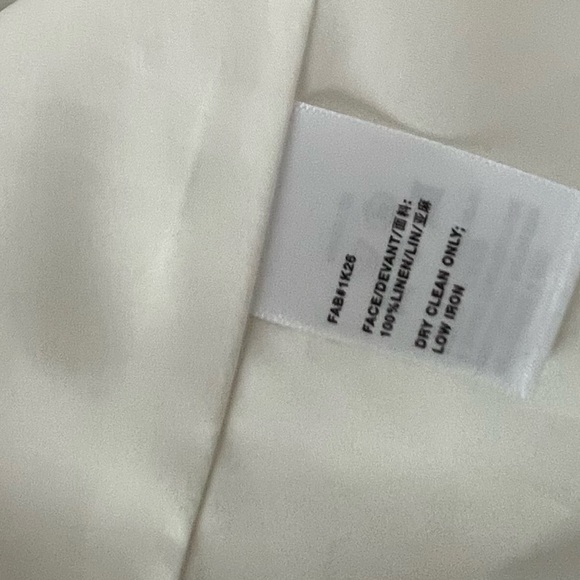 FAB#1K26
FACE/DEVANT/面料:
100%LINEN/LIN/亚麻
DRY CLEAN ONLY;
LOW IRON